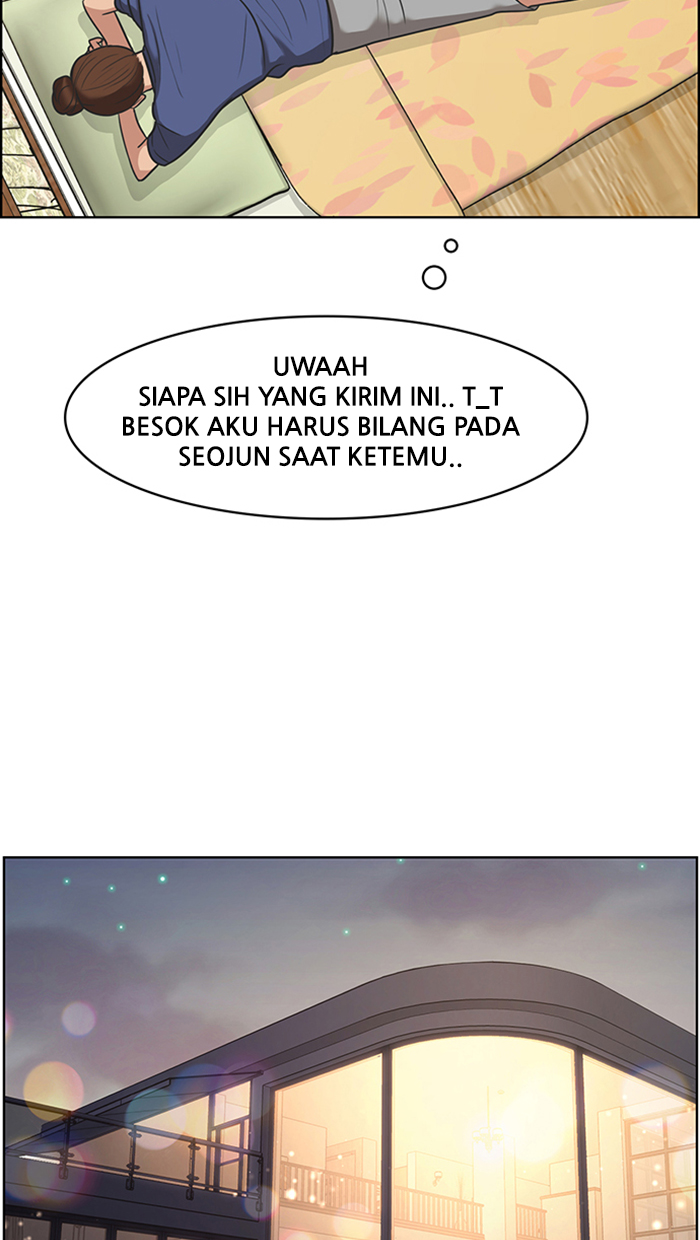 UWAAH
SIAPA SIH YANG KIRIM INI.. T_T
BESOK AKU HARUS BILANG PADA
SEOJUN SAAT KETEMU..